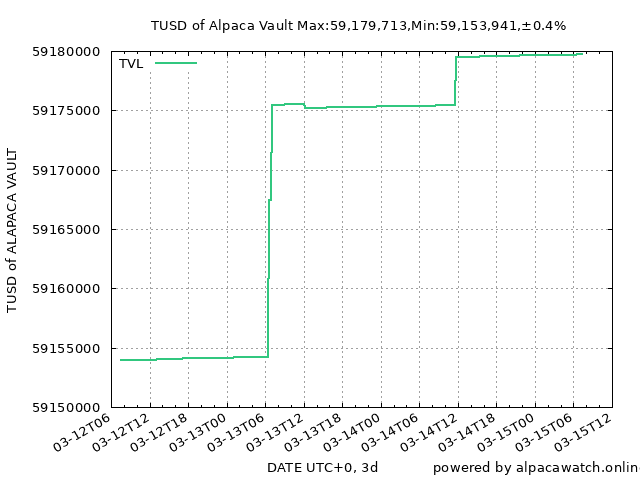 TUSD of Alpaca Vault Max:59,179,713,Min:59,153,941,±0.4%
TVL
59180000
59175000
59170000
59165000
59160000
59155000
59150000
TUSD of ALAPACA VAULT
03-12T06
03-12T12
03-12T18
03-13T00
03-13T06
03-13T12
03-13T18
03-14T00
03-14T06
03-14T12
03-14T18
03-15T00
03-15T06
03-15T12
DATE UTC+0, 3d
powered by alpacawatch.onlin